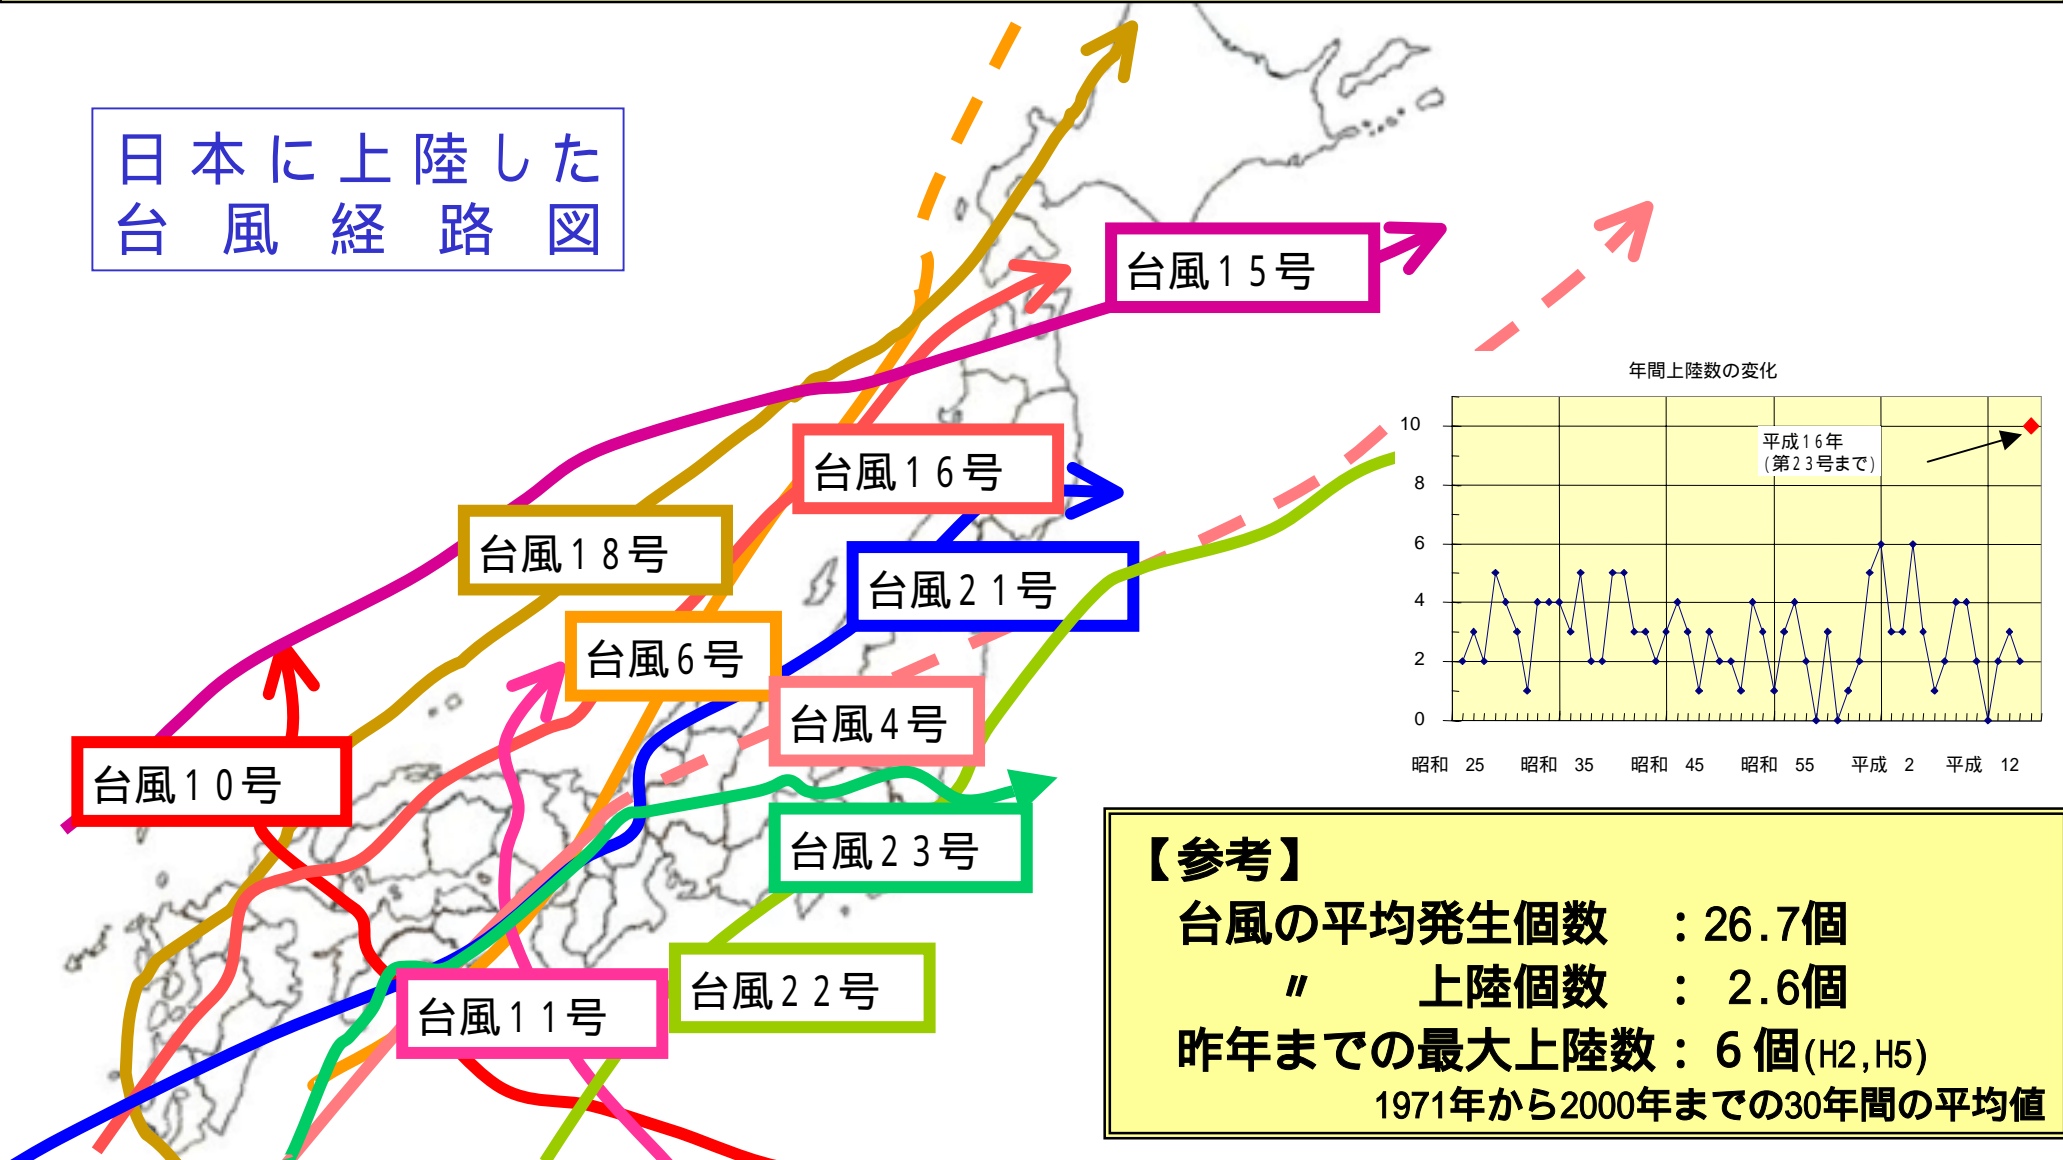 日本に上陸した
台風経路図
台風15号
台風16号
台風18号
台風21号
台風6号
台風4号
台風10号
台風23号
台風22号
台風11号
年間上陸数の変化
10
8
6
4
2
0
平成16年
(第23号まで)
昭和 25 昭和 35 昭和 45 昭和 55 平成 2 平成 12
【参考】
台風の平均発生個数 : 26.7個
〃 上陸個数 : 2.6個
昨年までの最大上陸数 : 6個(H2,H5)
1971年から2000年までの30年間の平均値